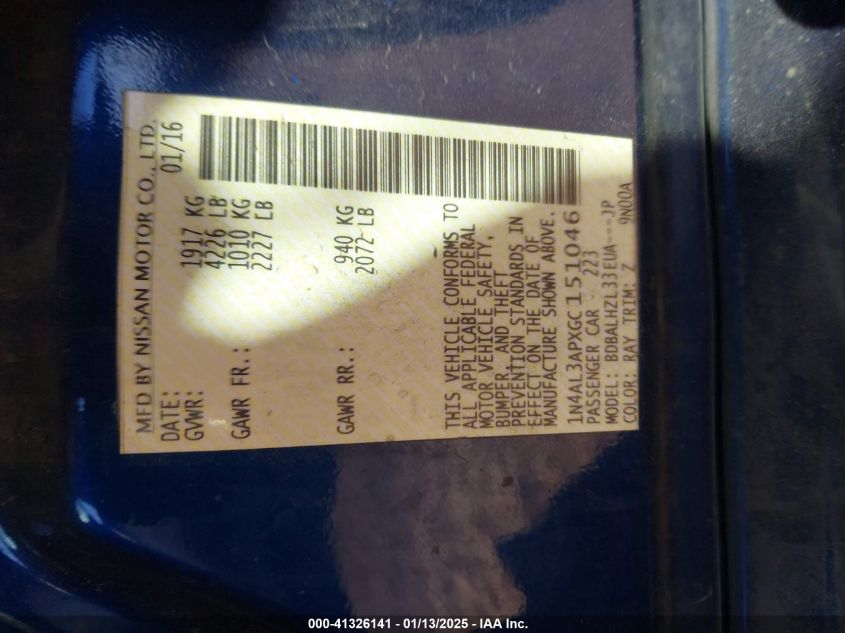 MFD BY NISSAN MOTOR CO., LTD.
DATE: 01/16
GVWR: 1917 KG
4226 LB
GAWR FR.: 1010 KG
2227 LB
GAWR RR.: 940 KG
2072 LB
THIS VEHICLE CONFORMS TO
ALL APPLICABLE FEDERAL
MOTOR VEHICLE SAFETY,
BUMPER, AND THEFT
PREVENTION STANDARDS IN
EFFECT ON THE DATE OF
MANUFACTURE SHOWN ABOVE.
1N4AL3APXGC151046
PASSENGER CAR 223
MODEL: BDBALHZL33EUA---JP
COLOR: RAY TRIM: Z 9N00A
000-41326141 - 01/13/2025 - IAA Inc.